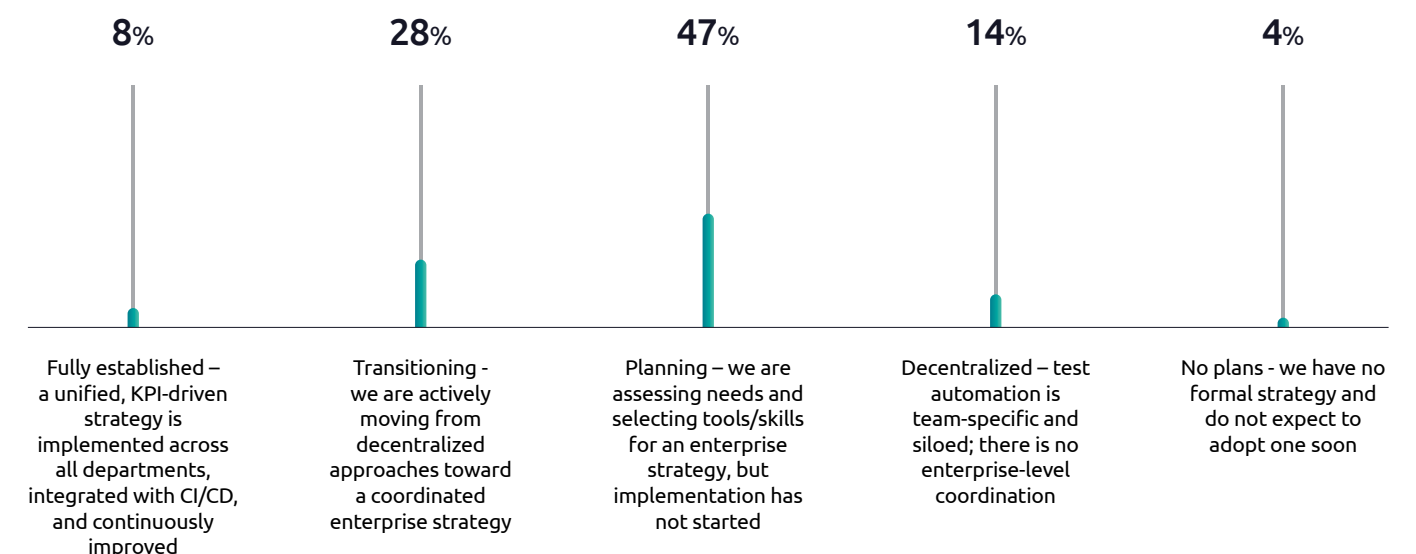 8%
28%
47%
14%
4%
Fully established –
a unified, KPI-driven
strategy is
implemented across
all departments,
integrated with CI/CD,
and continuously
improved
Transitioning -
we are actively
moving from
decentralized
approaches toward
a coordinated
enterprise strategy
Planning – we are
assessing needs and
selecting tools/skills
for an enterprise
strategy, but
implementation has
not started
Decentralized – test
automation is
team-specific and
siloed; there is no
enterprise-level
coordination
No plans - we have no
formal strategy and
do not expect to
adopt one soon